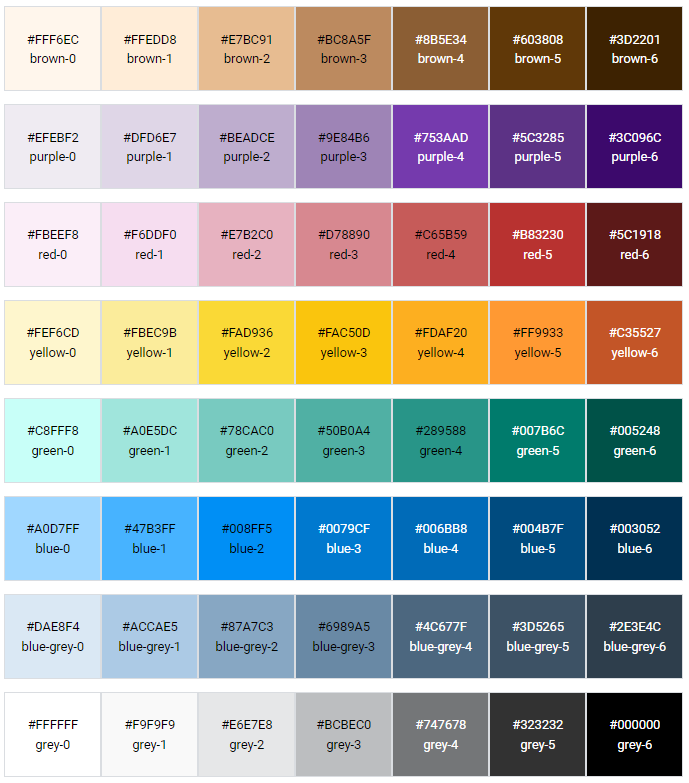 #FFF6EC #FFEDD8 #E7BC91 #BC8A5F #8B5E34 #603808 #3D2201
brown-0 brown-1 brown-2 brown-3 brown-4 brown-5 brown-6
#EFEBF2 #DFD6E7 #BEADCE #9E84B6 #753AAD #5C3285 #3C096C
purple-0 purple-1 purple-2 purple-3 purple-4 purple-5 purple-6
#FBEEF8 #F6DDF0 #E7B2C0 #D78890 #C65B59 #B83230 #5C1918
red-0 red-1 red-2 red-3 red-4 red-5 red-6
#FEF6CD #FBEC9B #FAD936 #FAC50D #FDAF20 #FF9933 #C35527
yellow-0 yellow-1 yellow-2 yellow-3 yellow-4 yellow-5 yellow-6
#C8FFF8 #A0E5DC #78CAC0 #50B0A4 #289588 #007B6C #005248
green-0 green-1 green-2 green-3 green-4 green-5 green-6
#A0D7FF #47B3FF #008FF5 #0079CF #006BB8 #004B7F #003052
blue-0 blue-1 blue-2 blue-3 blue-4 blue-5 blue-6
#DAE8F4 #ACCAE5 #87A7C3 #6989A5 #4C677F #3D5265 #2E3E4C
blue-grey-0 blue-grey-1 blue-grey-2 blue-grey-3 blue-grey-4 blue-grey-5 blue-grey-6
#FFFFFF #F9F9F9 #E6E7E8 #BCBEC0 #747678 #323232 #000000
grey-0 grey-1 grey-2 grey-3 grey-4 grey-5 grey-6